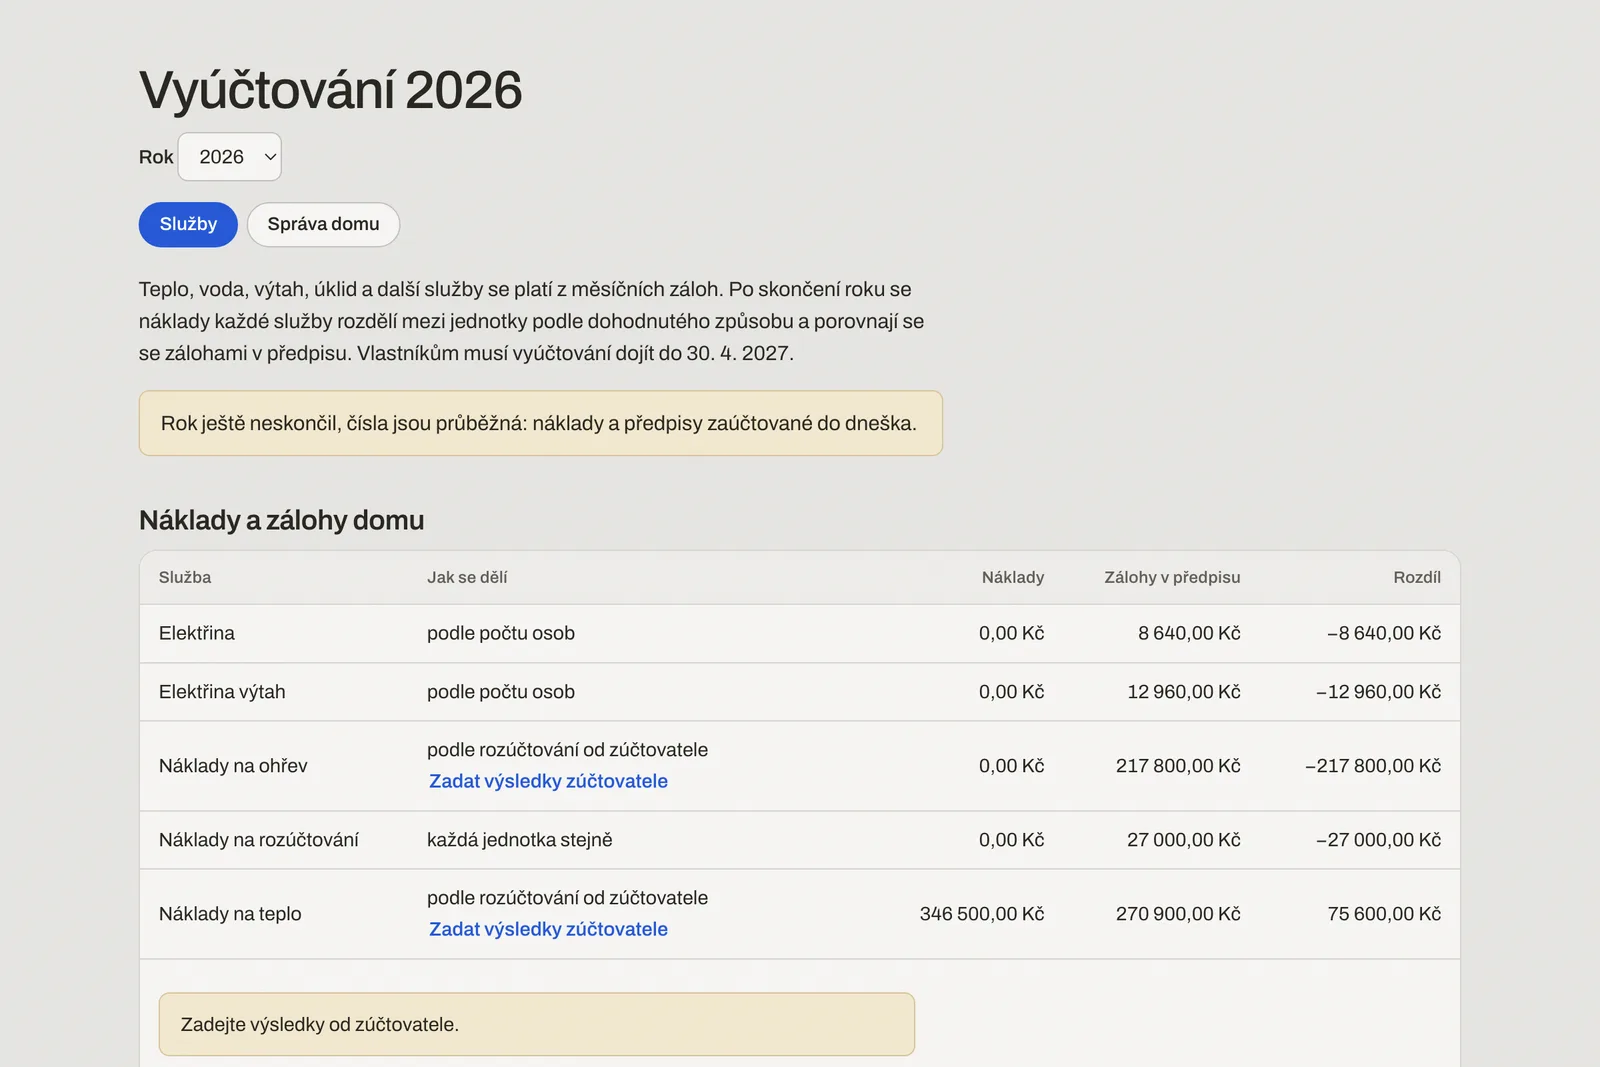 Vyúčtování 2026
Rok 2026
Služby Správa domu
Teplo, voda, výtah, úklid a další služby se platí z měsíčních záloh. Po skončení roku se
náklady každé služby rozdělí mezi jednotky podle dohodnutého způsobu a porovnají se
se zálohami v předpisu. Vlastníkům musí vyúčtování dojít do 30. 4. 2027.
Rok ještě neskončil, čísla jsou průběžná: náklady a předpisy zaúčtované do dneška.
Náklady a zálohy domu
Služba Jak se dělí Náklady Zálohy v předpisu Rozdíl
Elektřina podle počtu osob 0,00 Kč 8 640,00 Kč −8 640,00 Kč
Elektřina výtah podle počtu osob 0,00 Kč 12 960,00 Kč −12 960,00 Kč
Náklady na ohřev podle rozúčtování od zúčtovatele 0,00 Kč 217 800,00 Kč −217 800,00 Kč
Zadat výsledky zúčtovatele
Náklady na rozúčtování každá jednotka stejně 0,00 Kč 27 000,00 Kč −27 000,00 Kč
Náklady na teplo podle rozúčtování od zúčtovatele 346 500,00 Kč 270 900,00 Kč 75 600,00 Kč
Zadat výsledky zúčtovatele
Zadejte výsledky od zúčtovatele.